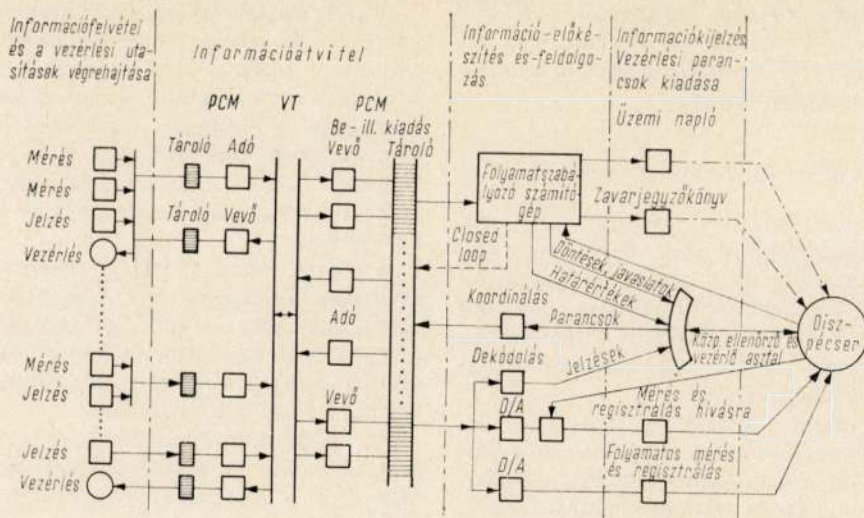 Információfelvétel
és a vezérlési uta-
sítások végrehajtása
Információátvitel
Információ-előké-
szítés és-feldolgo-
zás
Információkijelzés
Vezérlési paran-
csok kiadása
PCM
VT
PCM
Be- ill. kiadás
Üzemi napló
Tároló
Adó
Vevő
Tároló
Mérés
Mérés
Jelzés
Vezérlés
Tároló
Vevő
Folyamatszabá-
lyozó számító-
gép
Zavarjegyzőkönyv
Closed
loop
Döntések, javaslatok
Határértékek
Koordinálás
Parancsok
Adó
Közp. ellenőrző és
vezérlő asztal
Disz-
pécser
Mérés
Jelzés
Dekódolás
Jelzések
Vevő
D/A
Mérés és
regisztrálás hívásra
Jelzés
Vezérlés
D/A
Folyamatos mérés
és regisztrálás